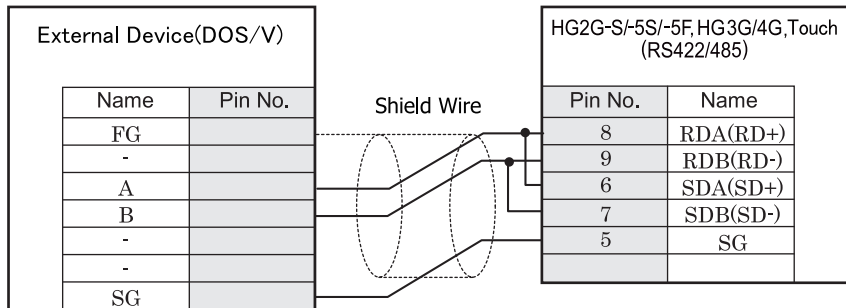 External Device(DOS/V)
Name Pin No.
FG
-
A
B
-
-
SG
Shield Wire
HG2G-S/-5S/-5F,HG3G/4G,Touch
(RS422/485)
Pin No. Name
8 RDA(RD+)
9 RDB(RD-)
6 SDA(SD+)
7 SDB(SD-)
5 SG